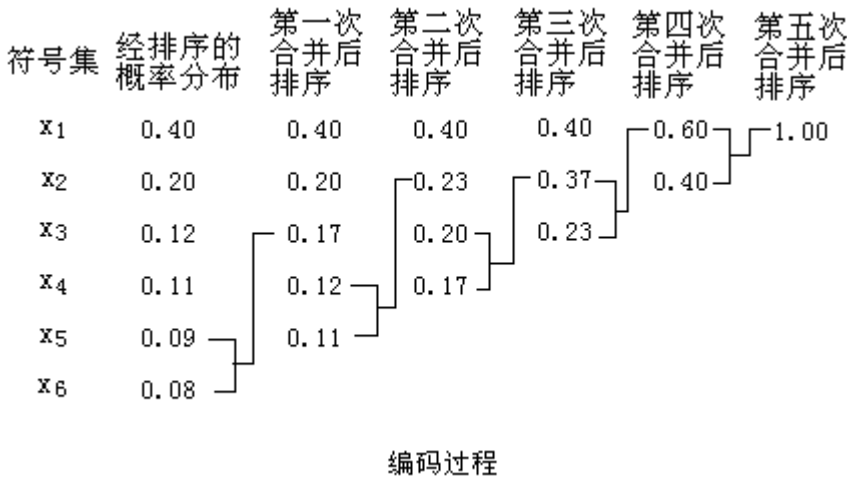 符号集 经排序的概率分布 第一次合并后排序 第二次合并后排序 第三次合并后排序 第四次合并后排序 第五次合并后排序
x1 0.40 0.40 0.40 0.40 0.60 1.00
x2 0.20 0.20 0.23 0.37 0.40
x3 0.12 0.17 0.20 0.23
x4 0.11 0.12 0.17
x5 0.09 0.11
x6 0.08
编码过程